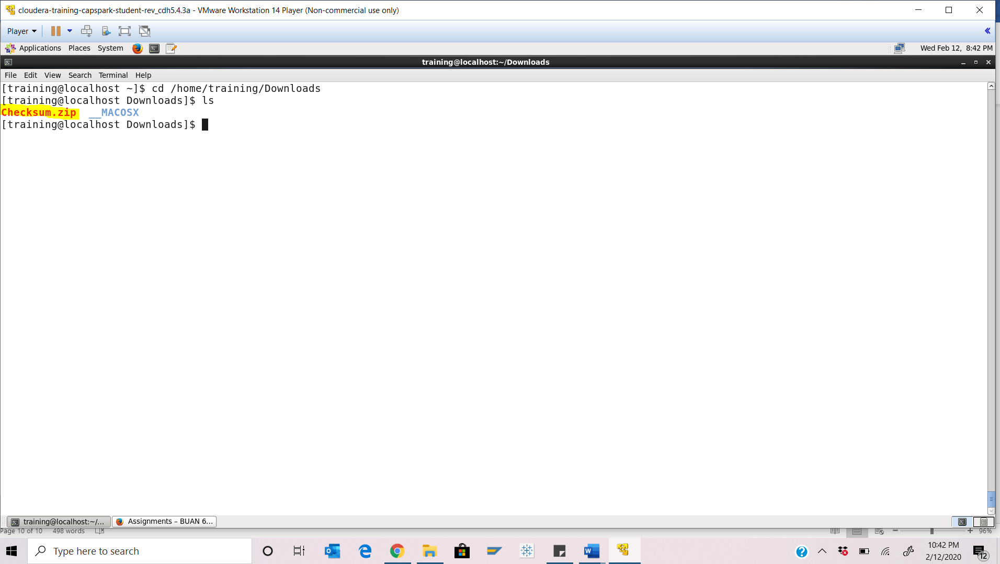 cloudera-training-capspark-student-rev_cdh5.4.3a - VMware Workstation 14 Player (Non-commercial use only)
Player
Applications Places System
Wed Feb 12, 8:42 PM
training@localhost:~/Downloads
File Edit View Search Terminal Help
[training@localhost ~]$ cd /home/training/Downloads
[training@localhost Downloads]$ ls
Checksum.zip __MACOSX
[training@localhost Downloads]$
training@localhost:~/... Assignments – BUAN 6...
Page 10 of 10 498 words 96%
Type here to search
10:42 PM
2/12/2020
12